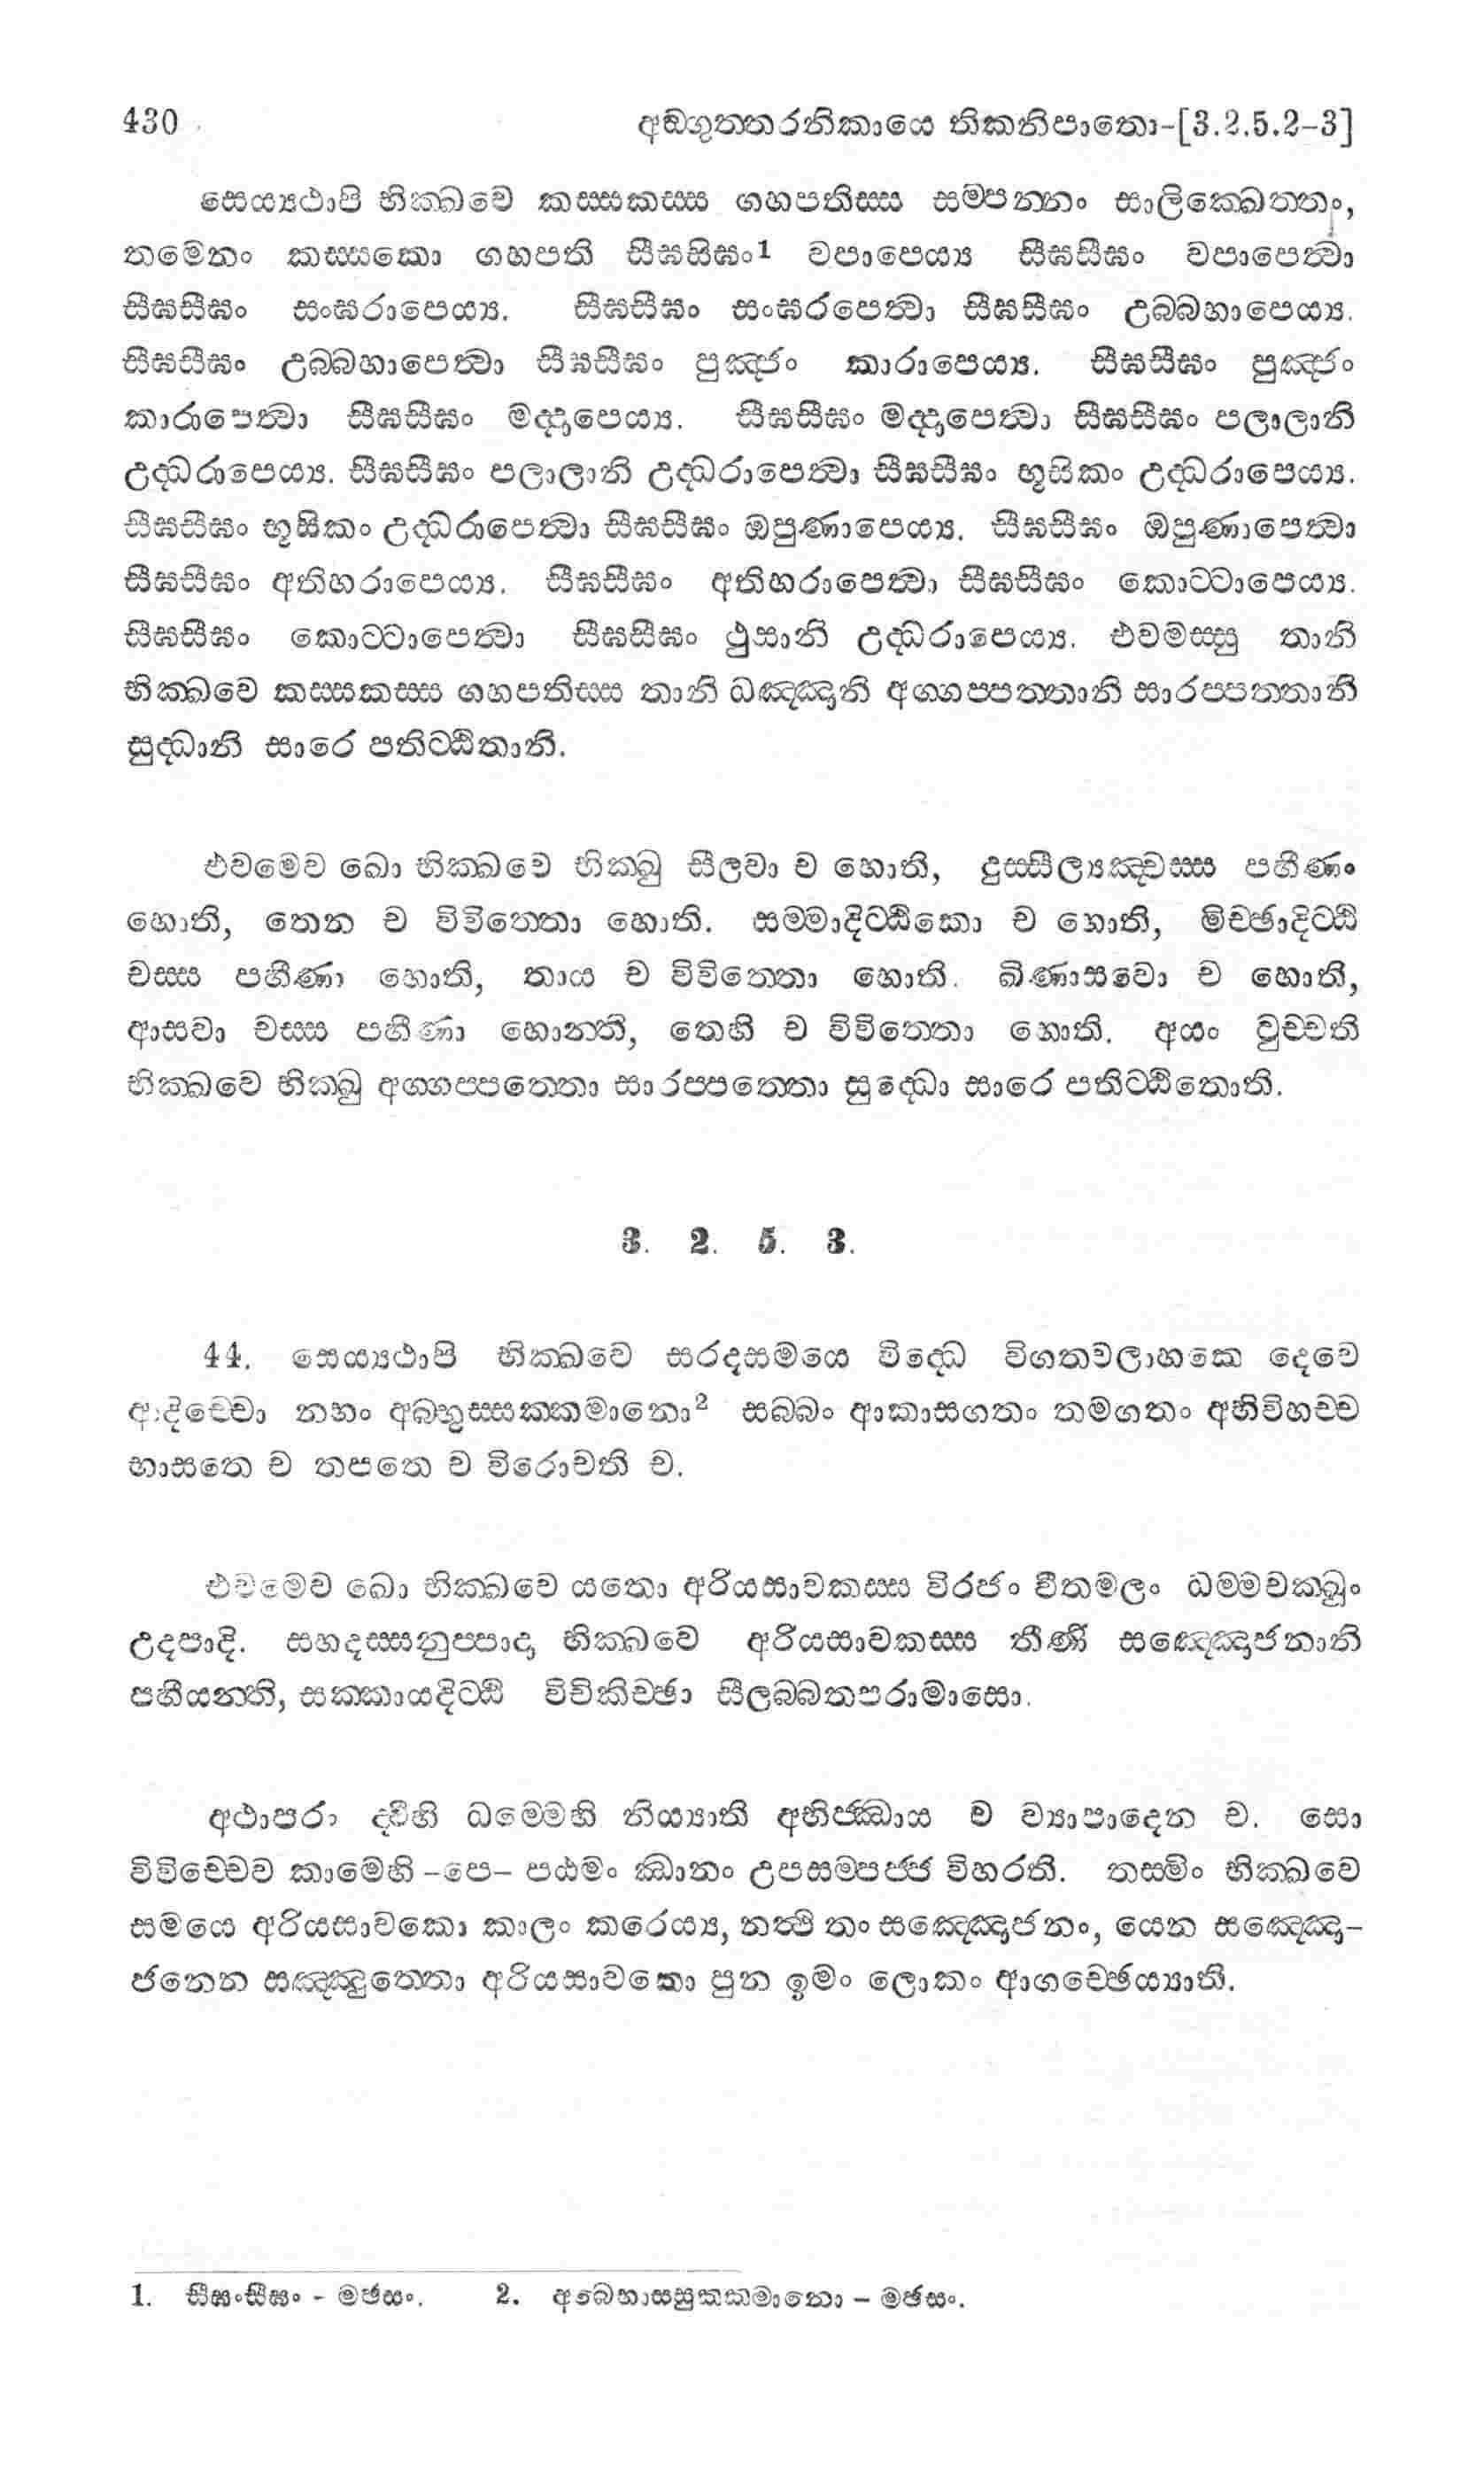 430 අඞ්ගුත්තරනිකායෙ තිකනිපාතො-[3.2.5.2-3]
සෙය්‍යථාපි භික්ඛවෙ කස්සකස්ස ගහපතිස්ස සම්පන්නං සාලික්ඛෙත්තං,
තමෙනං කස්සකො ගහපති සීඝසීඝං1 වපාපෙය්‍ය සීඝසීඝං වපාපෙත්‍වා
සීඝසීඝං සංඝරාපෙය්‍ය. සීඝසීඝං සංඝරපෙත්‍වා සීඝසීඝං උබ්බහාපෙය්‍ය.
සීඝසීඝං උබ්බහාපෙත්‍වා සීඝසීඝං පුඤ්ජං කාරාපෙය්‍ය. සීඝසීඝං පුඤ්ජං
කාරාපෙත්‍වා සීඝසීඝං මද්දාපෙය්‍ය. සීඝසීඝං මද්දාපෙත්‍වා සීඝසීඝං පලාලානි
උද්ධරාපෙය්‍ය. සීඝසීඝං පලාලානි උද්ධරාපෙත්‍වා සීඝසීඝං භූසිකං උද්ධරාපෙය්‍ය.
සීඝසීඝං භූසිකං උද්ධරාපෙත්‍වා සීඝසීඝං ඔපුණාපෙය්‍ය. සීඝසීඝං ඔපුණාපෙත්‍වා
සීඝසීඝං අතිහරාපෙය්‍ය. සීඝසීඝං අතිහරාපෙත්‍වා සීඝසීඝං කොට්ටාපෙය්‍ය.
සීඝසීඝං කොට්ටාපෙත්‍වා සීඝසීඝං ථුසානි උද්ධරාපෙය්‍ය. එවමස්සු තානි
භික්ඛවෙ කස්සකස්ස ගහපතිස්ස තානි ධඤ්ඤානි අග්ගප්පත්තානි සාරප්පත්තානි
සුද්ධානි සාරෙ පතිට්ඨිතානි.
එවමෙව ඛො භික්ඛවෙ භික්ඛු සීලවා ච හොති, දුස්සීල්‍යඤ්චස්ස පහීණං
හොති, තෙන ච විවිත්තො හොති. සම්මාදිට්ඨිකො ච හොති, මිච්ඡාදිට්ඨි
චස්ස පහීණා හොති, තාය ච විවිත්තො හොති. ඛිණාසවො ච හොති,
ආසවා චස්ස පහීණා හොන්ති, තෙහි ච විවිත්තො හොති. අයං වුච්චති
භික්ඛවෙ භික්ඛු අග්ගප්පත්තො සාරප්පත්තො සුද්ධො සාරෙ පතිට්ඨිතොති.
3. 2. 5. 3.
44. සෙය්‍යථාපි භික්ඛවෙ සරදසමයෙ විද්ධෙ විගතවලාහකෙ දෙවෙ
ආදිච්චො නභං අබ්භුස්සක්කමානො2 සබ්බං ආකාසගතං තමගතං අභිවිහච්ච
භාසතෙ ච තපතෙ ච විරොචති ච.
එවමෙව ඛො භික්ඛවෙ යතො අරියසාවකස්ස විරජං වීතමලං ධම්මචක්ඛුං
උදපාදි. සහදස්සනුප්පාදා භික්ඛවෙ අරියසාවකස්ස තීණි සඤ්ඤොජනානි
පහීයන්ති, සක්කායදිට්ඨි විචිකිච්ඡා සීලබ්බතපරාමාසො.
අථාපරං ද්වීහි ධම්මෙහි නිය්‍යාති අභිජ්ඣාය ච ව්‍යාපාදෙන ච. සො
විවිච්චෙව කාමෙහි –පෙ– පඨමං ඣානං උපසම්පජ්ජ විහරති. තස්මිං භික්ඛවෙ
සමයෙ අරියසාවකො කාලං කරෙය්‍ය, නත්‍ථි තං සඤ්ඤොජනං, යෙන සඤ්ඤො-
ජනෙන සඤ්ඤුත්තො අරියසාවකො පුන ඉමං ලොකං ආගච්ඡෙය්‍යාති.
1. සීඝංසීඝං - මඡසං. 2. අබ්භොස්සුක්කමානො – මඡසං.